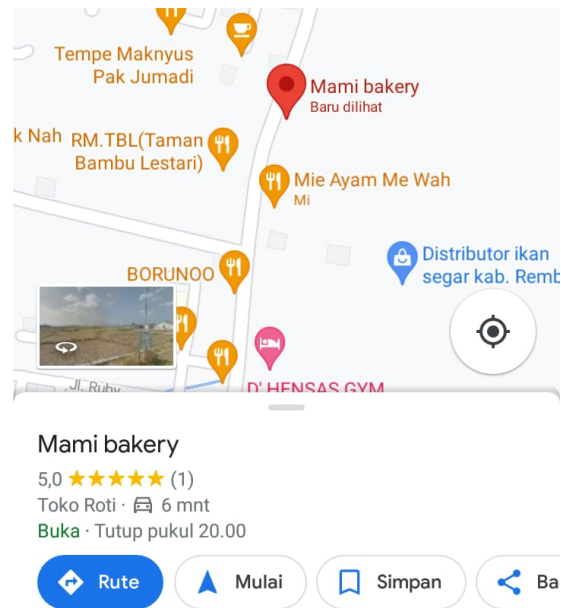 Tempe Maknyus
Pak Jumadi
Mami bakery
Baru dilihat
k Nah
RM.TBL(Taman
Bambu Lestari)
Mie Ayam Me Wah
Mi
Distributor ikan
segar kab. Remb
BORUNOO
Jl. Ruby
D' HENSAS GYM
Mami bakery
5,0 ★★★★★ (1)
Toko Roti · 6 mnt
Buka · Tutup pukul 20.00
Rute
Mulai
Simpan
Ba